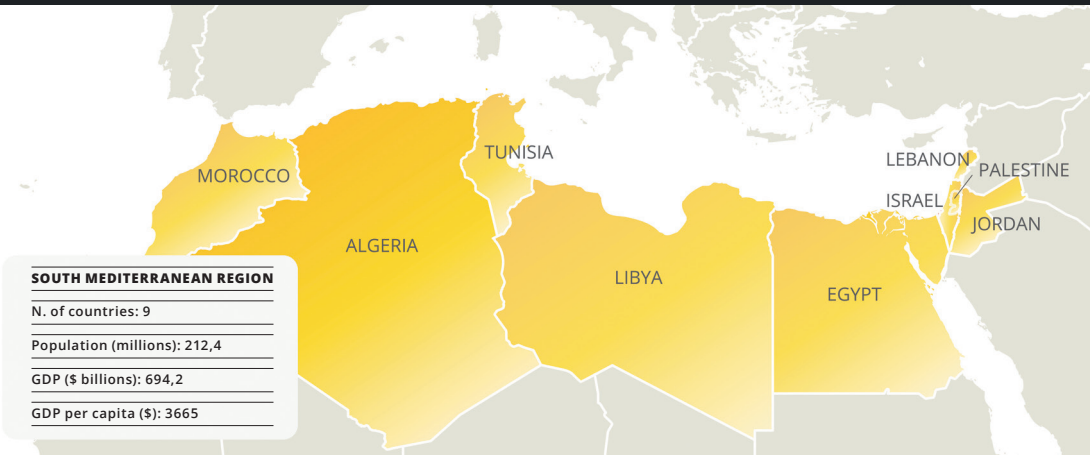 MOROCCO
ALGERIA
TUNISIA
LIBYA
EGYPT
LEBANON
PALESTINE
ISRAEL
JORDAN
SOUTH MEDITERRANEAN REGION
N. of countries: 9
Population (millions): 212,4
GDP ($ billions): 694,2
GDP per capita ($): 3665